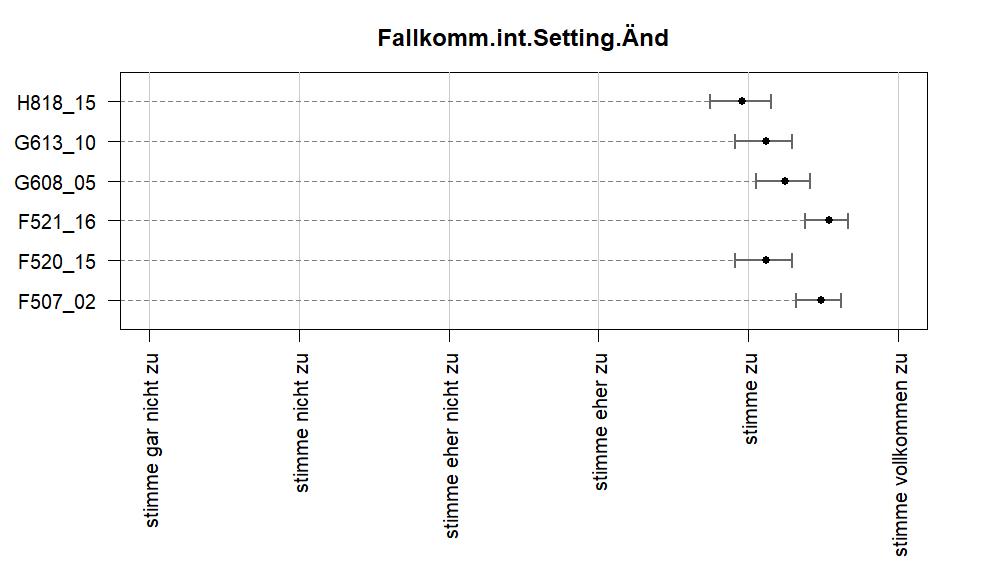 Fallkomm.int.Setting.Änd
H818_15
G613_10
G608_05
F521_16
F520_15
F507_02
stimme gar nicht zu
stimme nicht zu
stimme eher nicht zu
stimme eher zu
stimme zu
stimme vollkommen zu